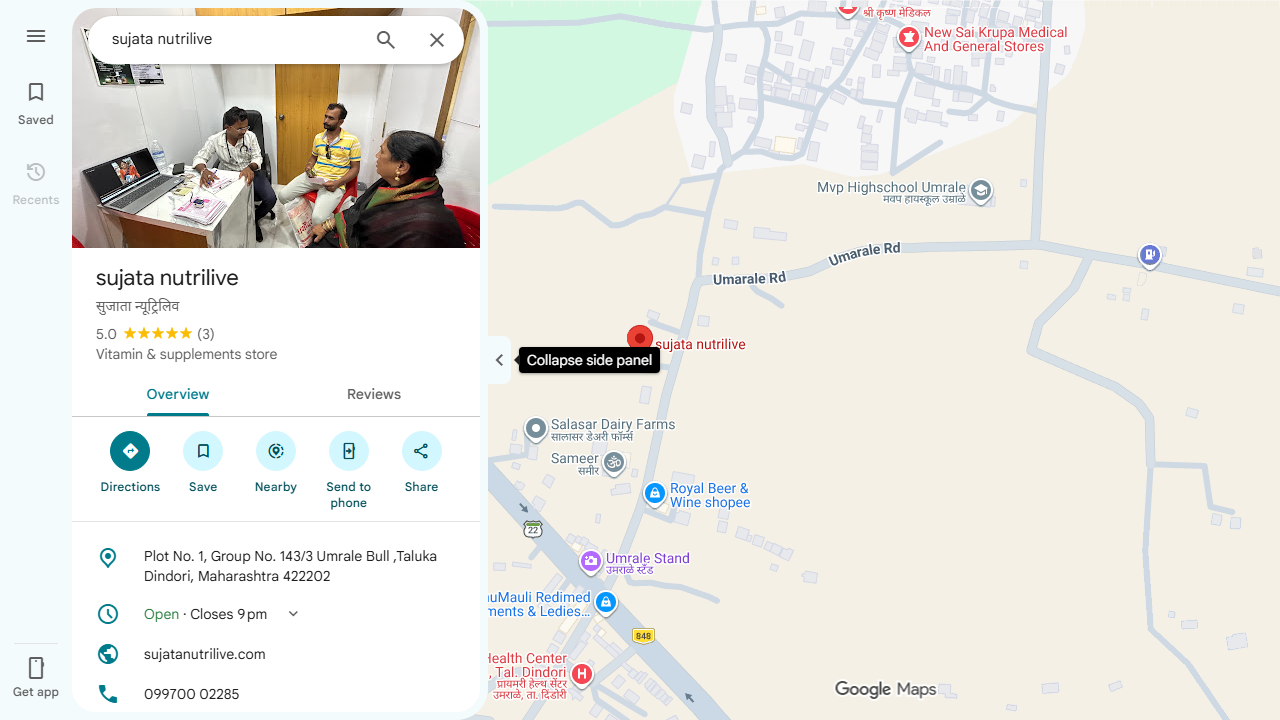 sujata nutrilive
Saved
Recents
Get app
sujata nutrilive
सुजाता न्यूट्रिलिव
5.0
(3)
Vitamin & supplements store
Overview
Reviews
Directions
Save
Nearby
Send to
phone
Share
Plot No. 1, Group No. 143/3 Umrale Bull ,Taluka
Dindori, Maharashtra 422202
Open · Closes 9 pm
sujatanutrilive.com
099700 02285
Collapse side panel
श्री कृष्ण मेडिकल
New Sai Krupa Medical
And General Stores
Mvp Highschool Umrale
मवप हायस्कूल उम्राळे
Umarale Rd
Umarale Rd
sujata nutrilive
Salasar Dairy Farms
सालासर डेअरी फॉर्म्स
Sameer
समीर
Royal Beer &
Wine shopee
22
Umrale Stand
उमराळे स्टॅंड
uMauli Redimed
ments & Ledies...
848
Health Center
, Tal. Dindori
प्रायमरी हेल्थ सेंटर
उमराळे, ता. दिंडोरी
Google Maps